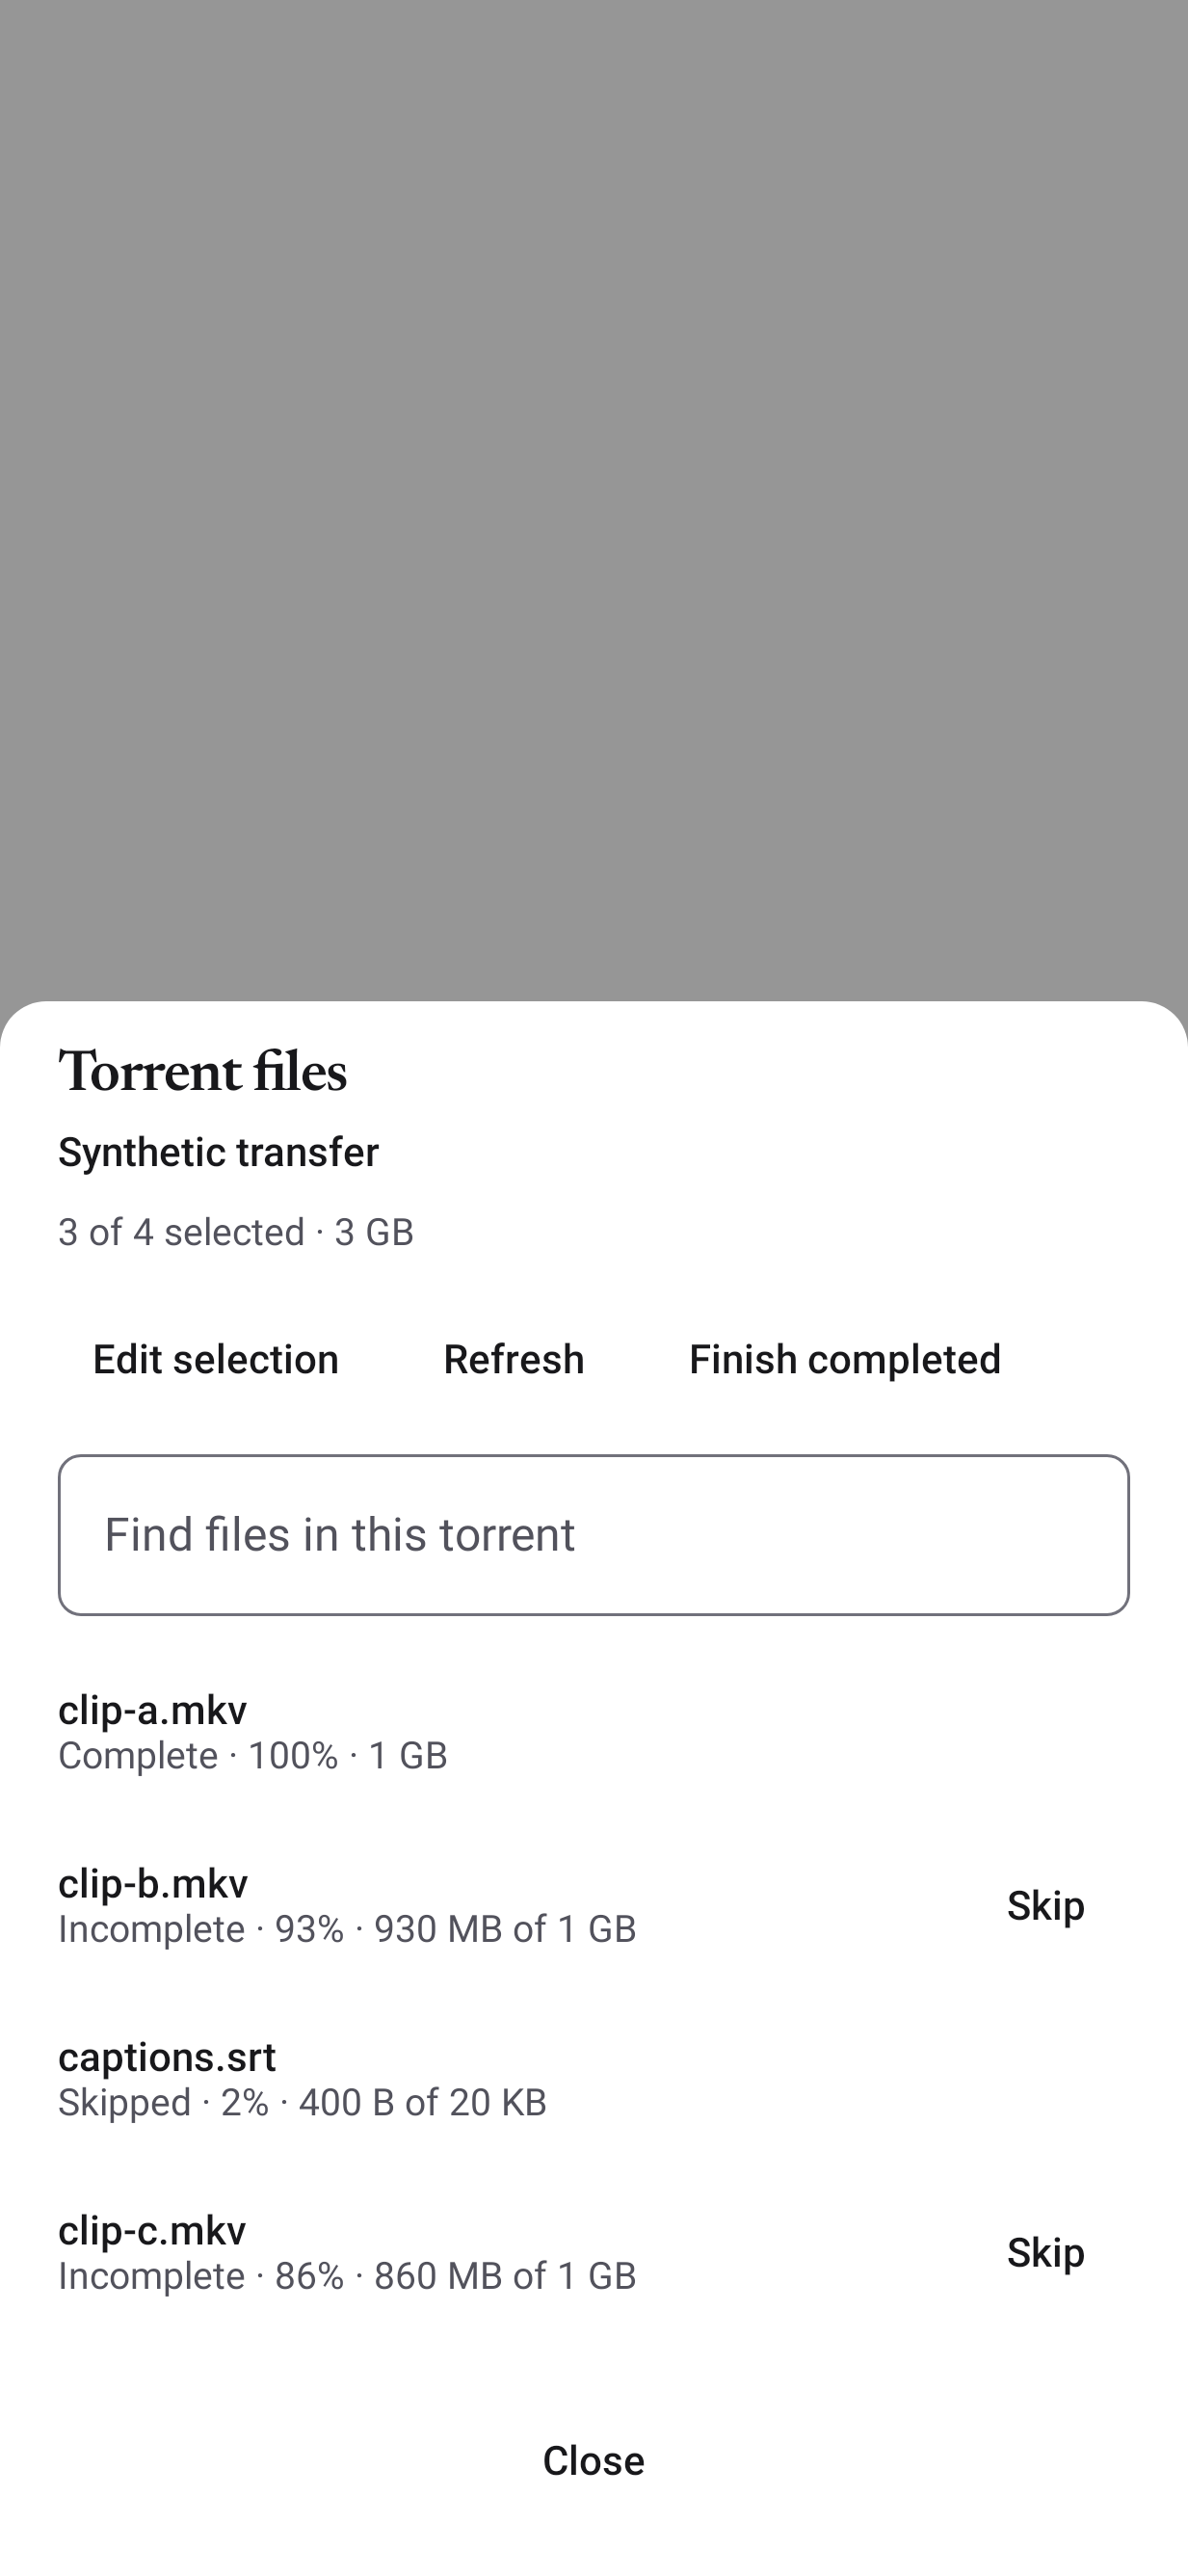 Torrent files
Synthetic transfer
3 of 4 selected · 3 GB
Edit selection Refresh Finish completed
Find files in this torrent
clip-a.mkv
Complete · 100% · 1 GB
clip-b.mkv
Incomplete · 93% · 930 MB of 1 GB
Skip
captions.srt
Skipped · 2% · 400 B of 20 KB
clip-c.mkv
Incomplete · 86% · 860 MB of 1 GB
Skip
Close